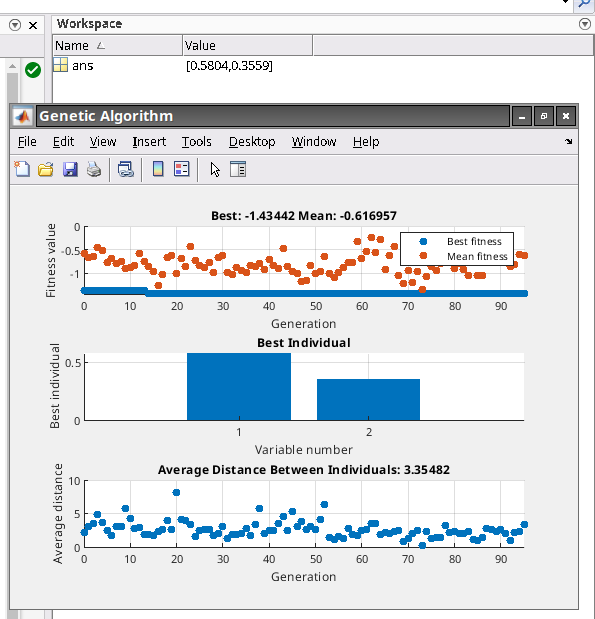 Workspace
Name Value
ans [0.5804,0.3559]
Genetic Algorithm
File Edit View Insert Tools Desktop Window Help
Best: -1.43442 Mean: -0.616957
Fitness value
0
-0.5
-1
Best fitness
Mean fitness
0 10 20 30 40 50 60 70 80 90
Generation
Best Individual
Best individual
0.5
0
1 2
Variable number
Average Distance Between Individuals: 3.35482
Average distance
10
5
0
0 10 20 30 40 50 60 70 80 90
Generation